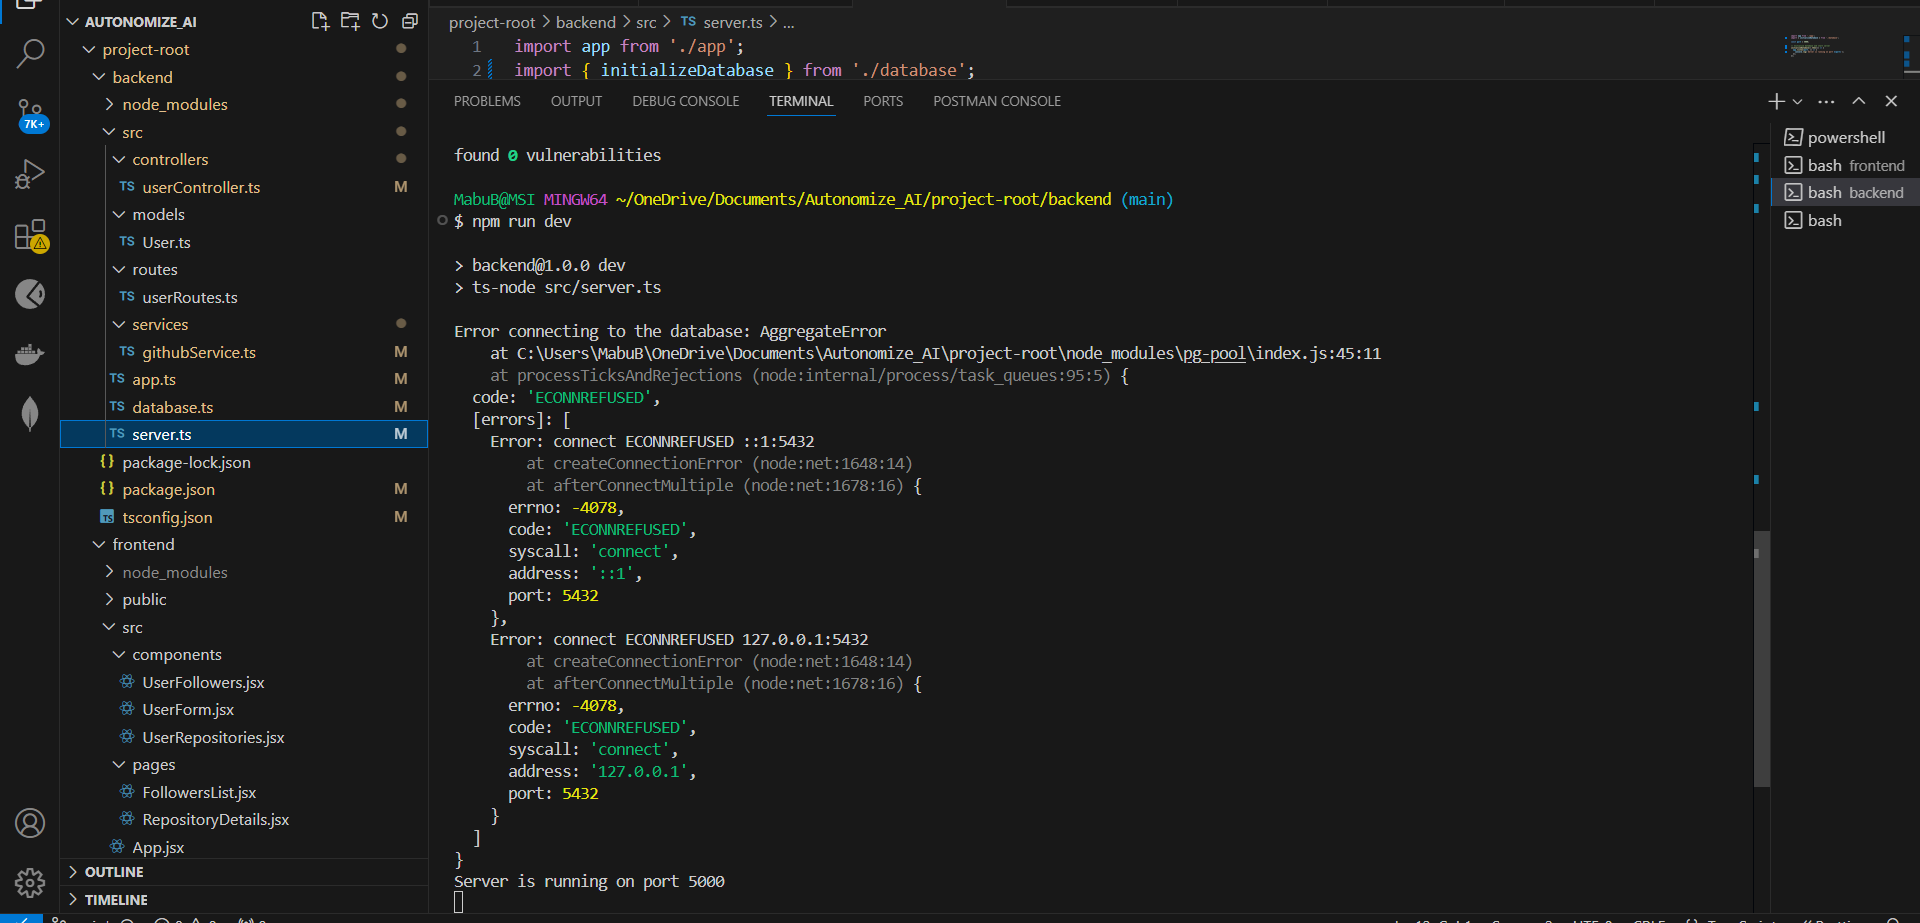 AUTONOMIZE_AI
project-root
backend
node_modules
src
controllers
TS userController.ts M
models
TS User.ts
routes
TS userRoutes.ts
services
TS githubService.ts M
TS app.ts M
TS database.ts M
TS server.ts M
{} package-lock.json
{} package.json M
TS tsconfig.json M
frontend
node_modules
public
src
components
UserFollowers.jsx
UserForm.jsx
UserRepositories.jsx
pages
FollowersList.jsx
RepositoryDetails.jsx
App.jsx
OUTLINE
TIMELINE
7K+
project-root > backend > src > TS server.ts > ...
1 import app from './app';
2 import { initializeDatabase } from './database';
PROBLEMS OUTPUT DEBUG CONSOLE TERMINAL PORTS POSTMAN CONSOLE
found 0 vulnerabilities
MabuB@MSI MINGW64 ~/OneDrive/Documents/Autonomize_AI/project-root/backend (main)
$ npm run dev
> backend@1.0.0 dev
> ts-node src/server.ts
Error connecting to the database: AggregateError
at C:\Users\MabuB\OneDrive\Documents\Autonomize_AI\project-root\node_modules\pg-pool\index.js:45:11
at processTicksAndRejections (node:internal/process/task_queues:95:5) {
code: 'ECONNREFUSED',
[errors]: [
Error: connect ECONNREFUSED ::1:5432
at createConnectionError (node:net:1648:14)
at afterConnectMultiple (node:net:1678:16) {
errno: -4078,
code: 'ECONNREFUSED',
syscall: 'connect',
address: '::1',
port: 5432
},
Error: connect ECONNREFUSED 127.0.0.1:5432
at createConnectionError (node:net:1648:14)
at afterConnectMultiple (node:net:1678:16) {
errno: -4078,
code: 'ECONNREFUSED',
syscall: 'connect',
address: '127.0.0.1',
port: 5432
}
]
}
Server is running on port 5000
powershell
bash frontend
bash backend
bash